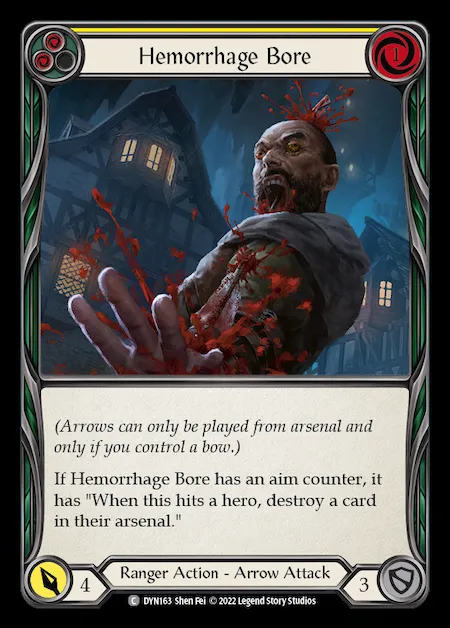 Hemorrhage Bore
1
(Arrows can only be played from arsenal and
only if you control a bow.)
If Hemorrhage Bore has an aim counter, it
has "When this hits a hero, destroy a card
in their arsenal."
4
Ranger Action - Arrow Attack
3
C DYN163 Shen Fei © 2022 Legend Story Studios